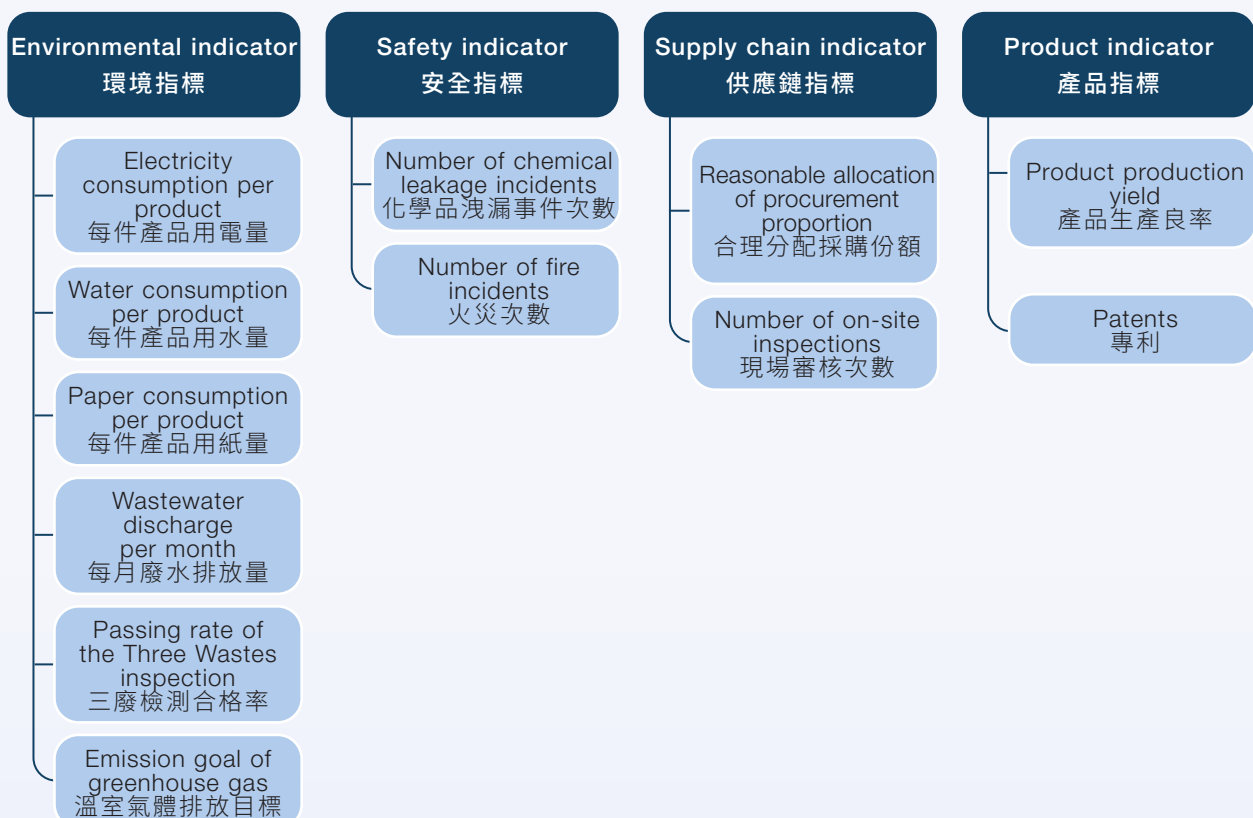 Environmental indicator
環境指標
Electricity
consumption per
product
每件產品用電量
Water consumption
per product
每件產品用水量
Paper consumption
per product
每件產品用紙量
Wastewater
discharge
per month
每月廢水排放量
Passing rate of
the Three Wastes
inspection
三廢檢測合格率
Emission goal of
greenhouse gas
溫室氣體排放目標
Safety indicator
安全指標
Number of chemical
leakage incidents
化學品洩漏事件次數
Number of fire
incidents
火災次數
Supply chain indicator
供應鏈指標
Reasonable allocation
of procurement
proportion
合理分配採購份額
Number of on-site
inspections
現場審核次數
Product indicator
產品指標
Product production
yield
產品生產良率
Patents
專利